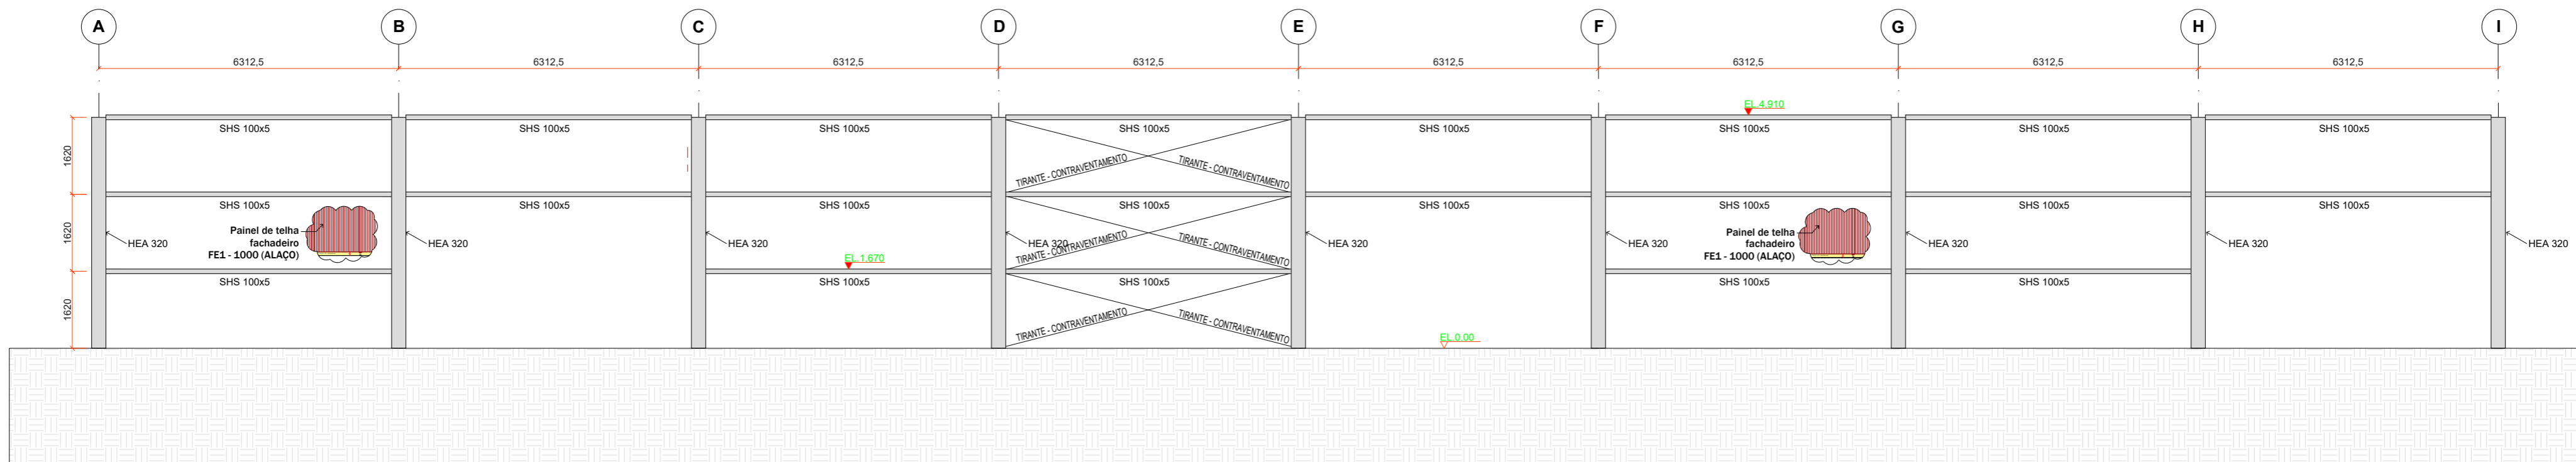 A B C D E F G H I
6312,5 6312,5 6312,5 6312,5 6312,5 6312,5 6312,5 6312,5
EL.4.910
SHS 100x5 SHS 100x5 SHS 100x5 SHS 100x5 SHS 100x5 SHS 100x5 SHS 100x5 SHS 100x5
1620
TIRANTE - CONTRAVENTAMENTO TIRANTE - CONTRAVENTAMENTO
SHS 100x5 SHS 100x5 SHS 100x5 SHS 100x5 SHS 100x5 SHS 100x5 SHS 100x5 SHS 100x5
1620
Painel de telha
fachadeiro
FE1 - 1000 (ALAÇO)
Painel de telha
fachadeiro
FE1 - 1000 (ALAÇO)
HEA 320 HEA 320 HEA 320 HEA 320 HEA 320 HEA 320 HEA 320 HEA 320 HEA 320
TIRANTE - CONTRAVENTAMENTO TIRANTE - CONTRAVENTAMENTO
EL.1.670
SHS 100x5 SHS 100x5 SHS 100x5 SHS 100x5 SHS 100x5
1620
TIRANTE - CONTRAVENTAMENTO TIRANTE - CONTRAVENTAMENTO
EL.0.00